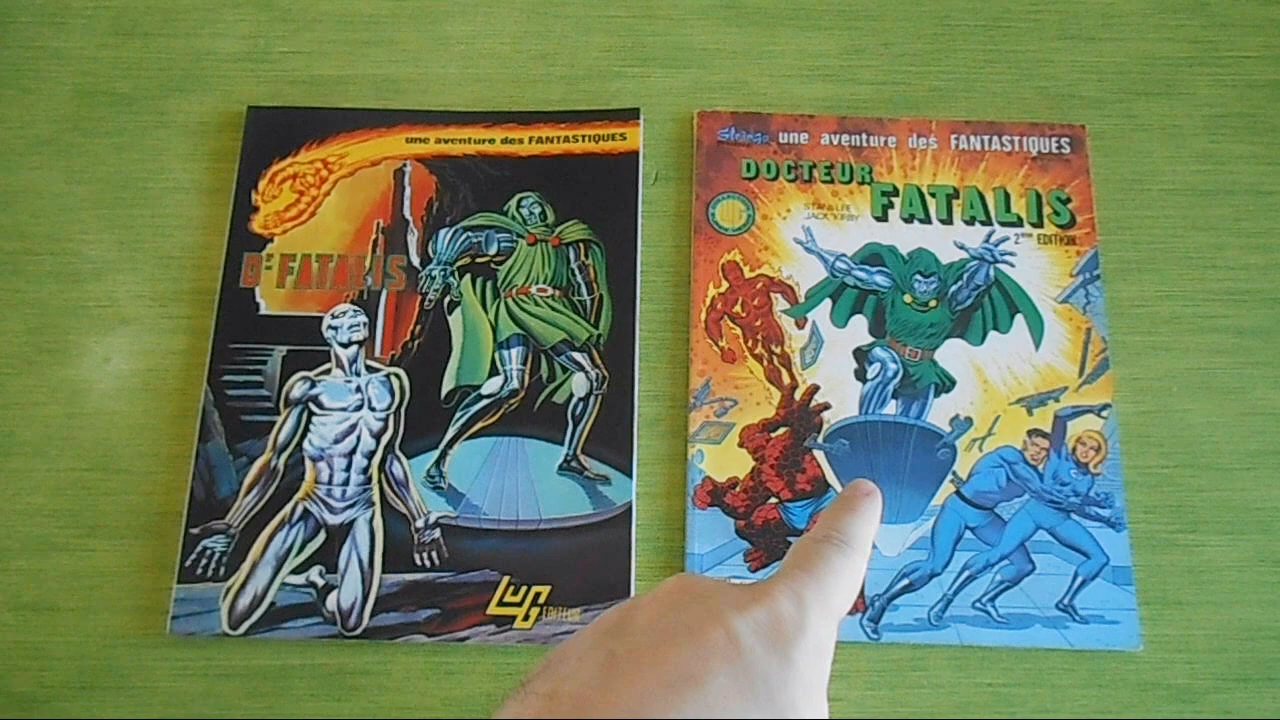 une aventure des FANTASTIQUES
Dr FATALIS
LUG EDITEUR
Strange
une aventure des FANTASTIQUES
DOCTEUR
FATALIS
STAN LEE
JACK KIRBY
2ème EDITION